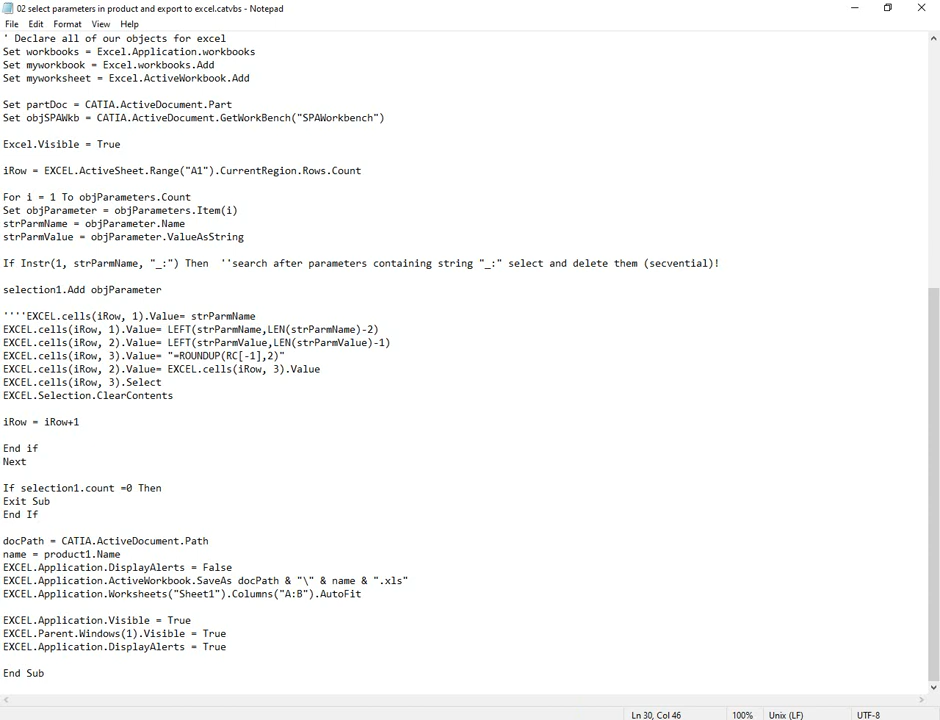 02 select parameters in product and export to excel.catvbs - Notepad
File Edit Format View Help
' Declare all of our objects for excel
Set workbooks = Excel.Application.workbooks
Set myworkbook = Excel.workbooks.Add
Set myworksheet = Excel.ActiveWorkbook.Add
Set partDoc = CATIA.ActiveDocument.Part
Set objSPAWkb = CATIA.ActiveDocument.GetWorkBench("SPAWorkbench")
Excel.Visible = True
iRow = EXCEL.ActiveSheet.Range("A1").CurrentRegion.Rows.Count
For i = 1 To objParameters.Count
Set objParameter = objParameters.Item(i)
strParmName = objParameter.Name
strParmValue = objParameter.ValueAsString
If Instr(1, strParmName, "_:") Then  ''search after parameters containing string "_:" select and delete them (secvential)!
selection1.Add objParameter
''''EXCEL.cells(iRow, 1).Value= strParmName
EXCEL.cells(iRow, 1).Value= LEFT(strParmName,LEN(strParmName)-2)
EXCEL.cells(iRow, 2).Value= LEFT(strParmValue,LEN(strParmValue)-1)
EXCEL.cells(iRow, 3).Value= "=ROUNDUP(RC[-1],2)"
EXCEL.cells(iRow, 2).Value= EXCEL.cells(iRow, 3).Value
EXCEL.cells(iRow, 3).Select
EXCEL.Selection.ClearContents
iRow = iRow+1
End if
Next
If selection1.count =0 Then
Exit Sub
End If
docPath = CATIA.ActiveDocument.Path
name = product1.Name
EXCEL.Application.DisplayAlerts = False
EXCEL.Application.ActiveWorkbook.SaveAs docPath & "\" & name & ".xls"
EXCEL.Application.Worksheets("Sheet1").Columns("A:B").AutoFit
EXCEL.Application.Visible = True
EXCEL.Parent.Windows(1).Visible = True
EXCEL.Application.DisplayAlerts = True
End Sub
Ln 30, Col 46 100% Unix (LF) UTF-8